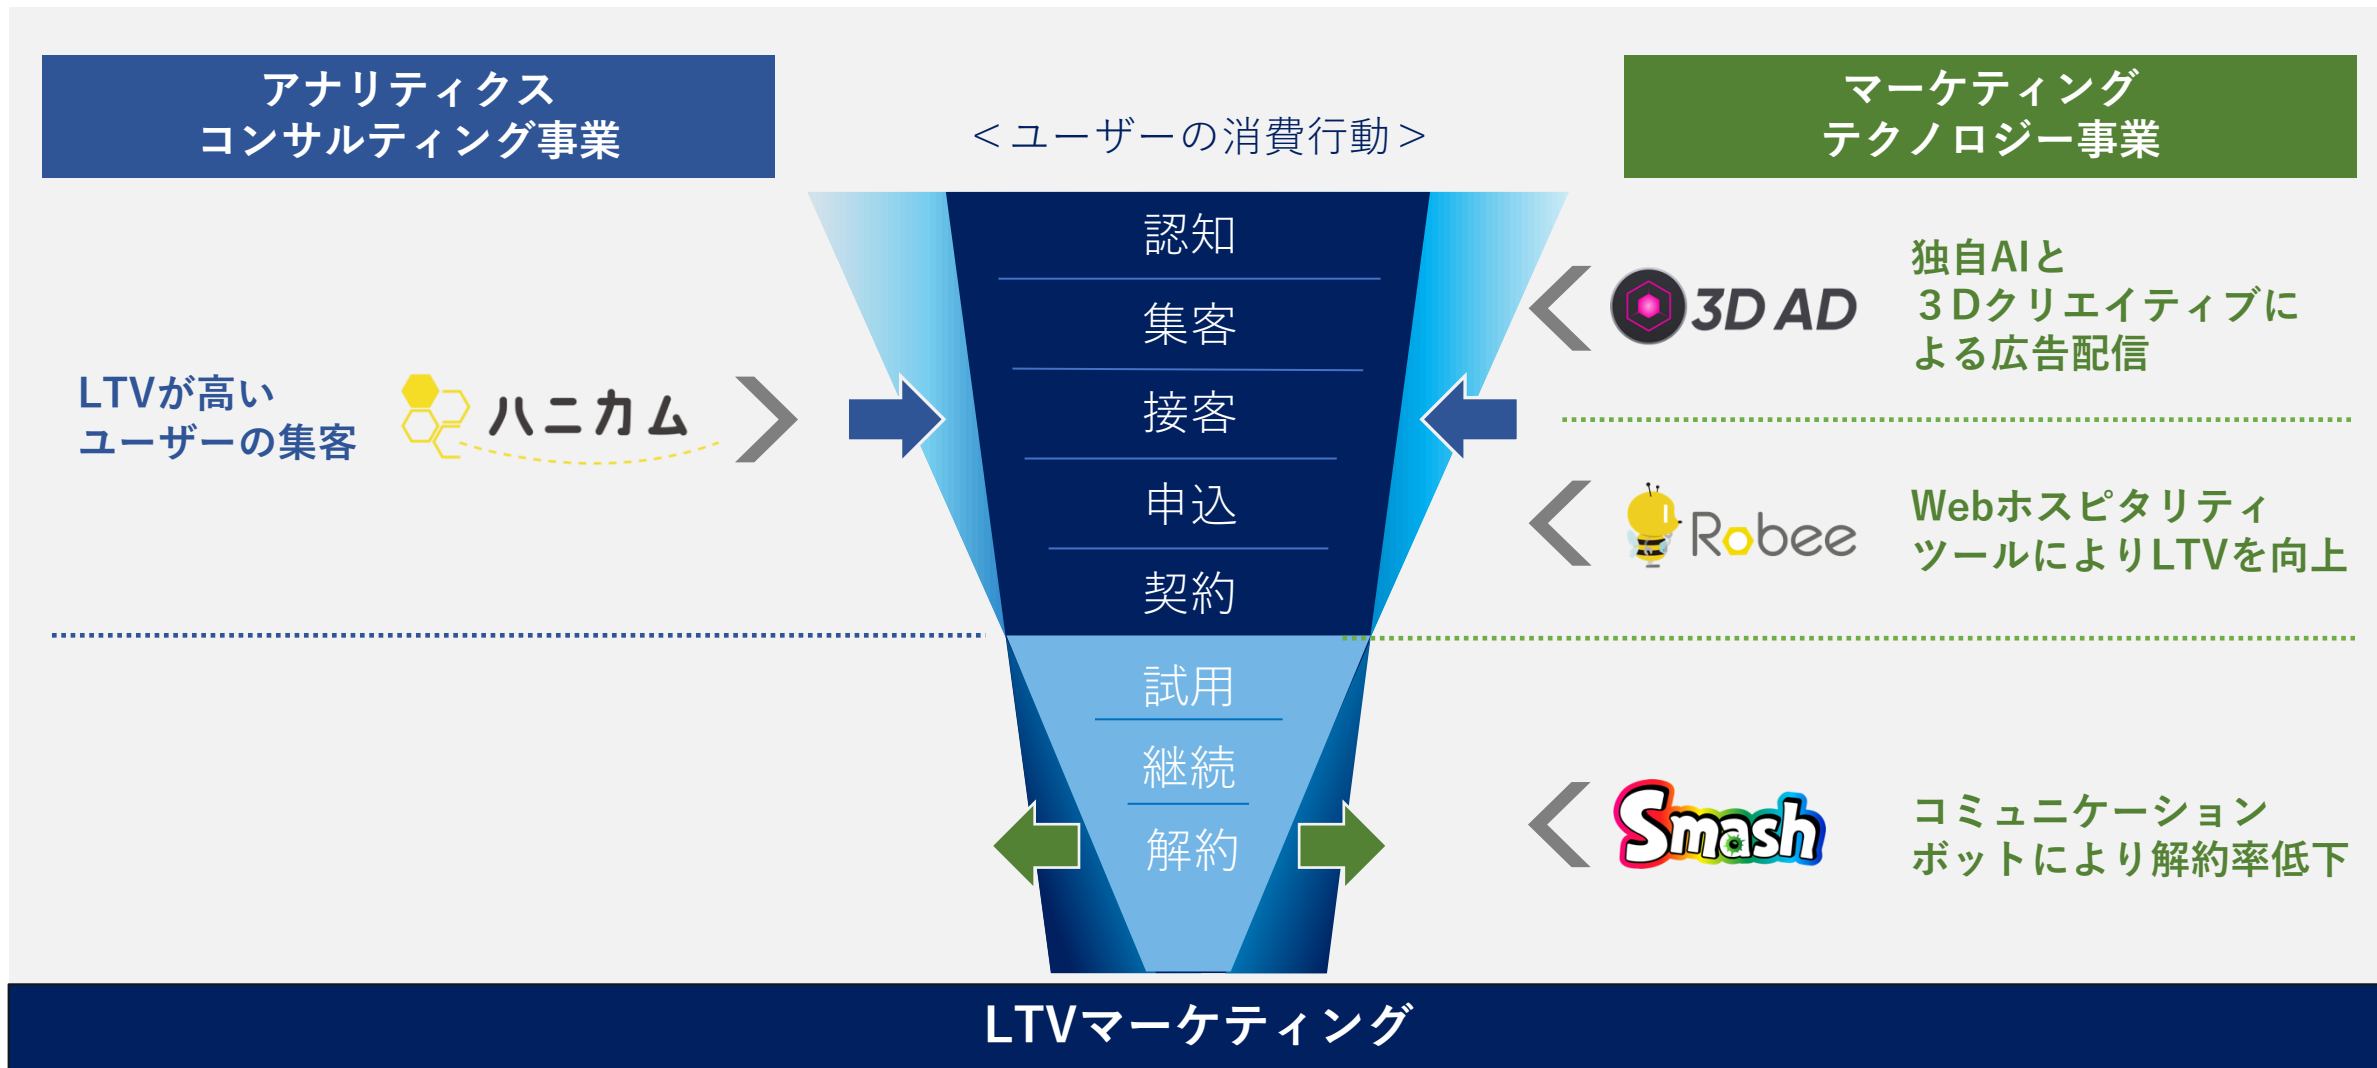 アナリティクス
コンサルティング事業
＜ユーザーの消費行動＞
マーケティング
テクノロジー事業
LTVが高い
ユーザーの集客
ハニカム
認知
集客
接客
申込
契約
試用
継続
解約
3D AD
独自AIと
３Dクリエイティブに
よる広告配信
Robee
Webホスピタリティ
ツールによりLTVを向上
Smash
コミュニケーション
ボットにより解約率低下
LTVマーケティング